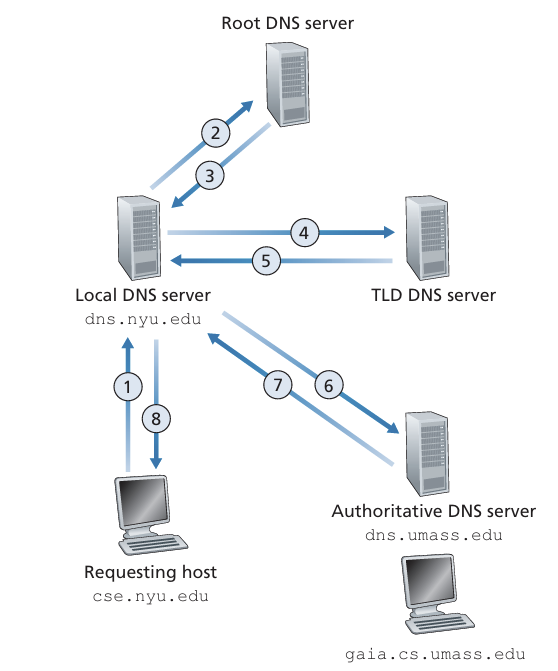 Root DNS server
2
3
4
5
Local DNS server
dns.nyu.edu
TLD DNS server
1
8
7
6
Authoritative DNS server
dns.umass.edu
Requesting host
cse.nyu.edu
gaia.cs.umass.edu